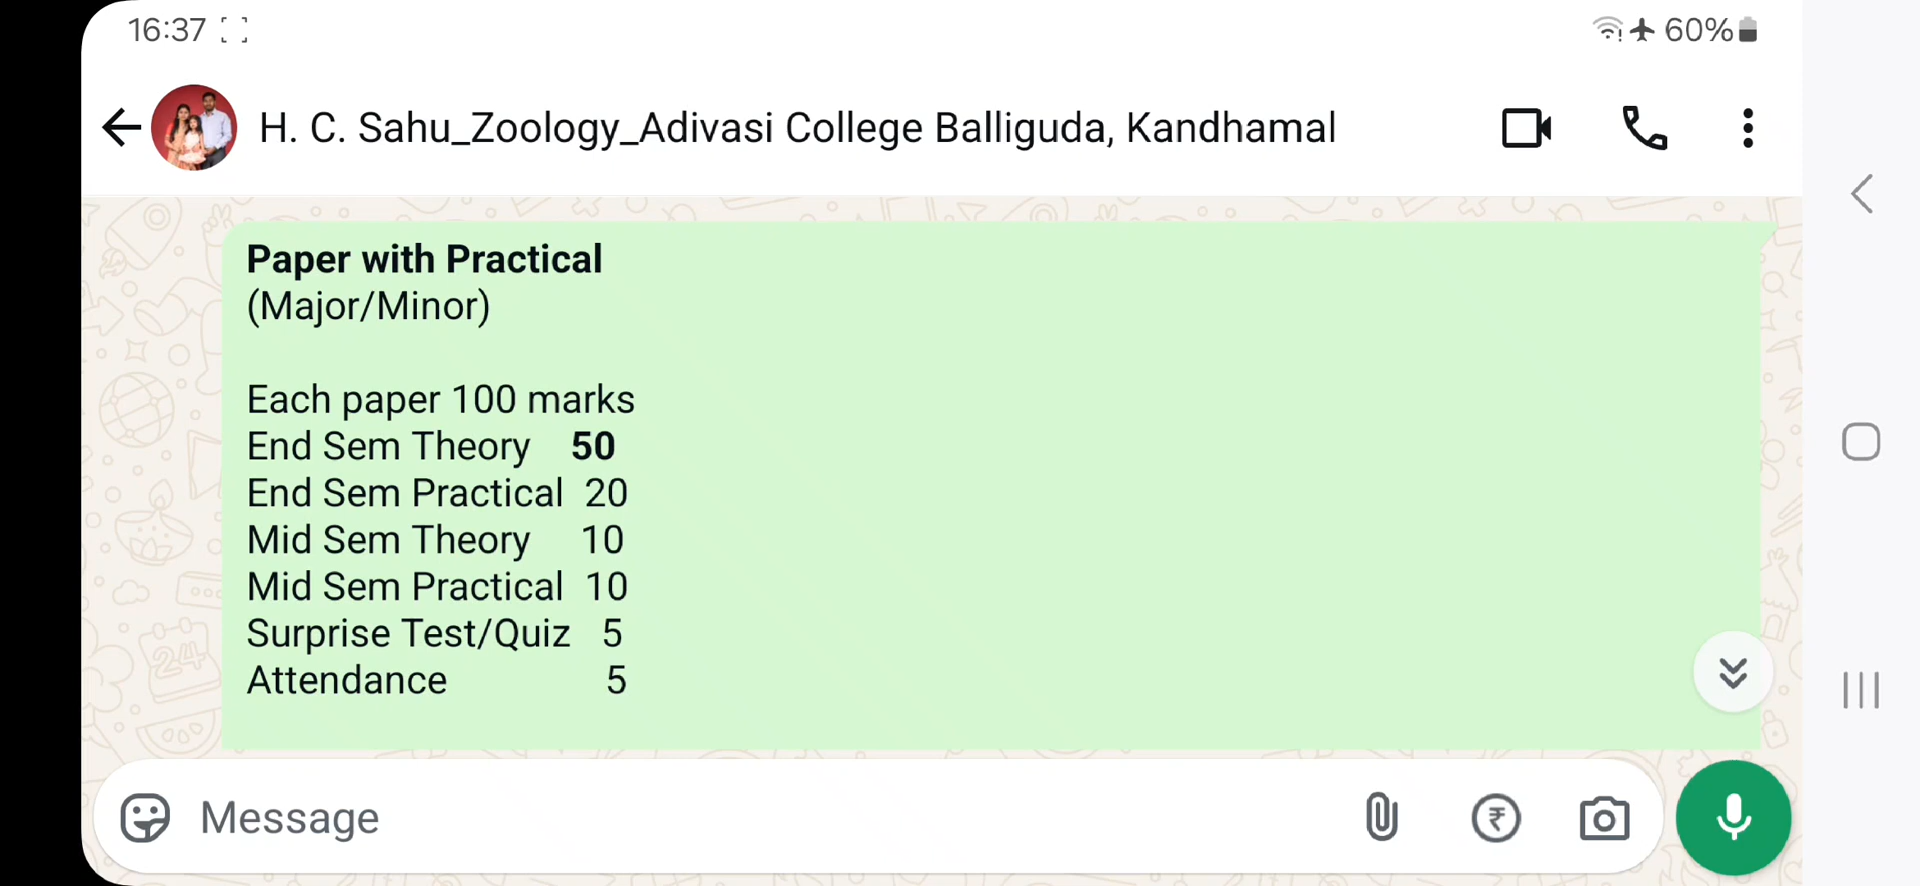 16:37
60%
H. C. Sahu_Zoology_Adivasi College Balliguda, Kandhamal
Paper with Practical
(Major/Minor)
Each paper 100 marks
End Sem Theory 50
End Sem Practical 20
Mid Sem Theory 10
Mid Sem Practical 10
Surprise Test/Quiz 5
Attendance 5
Message